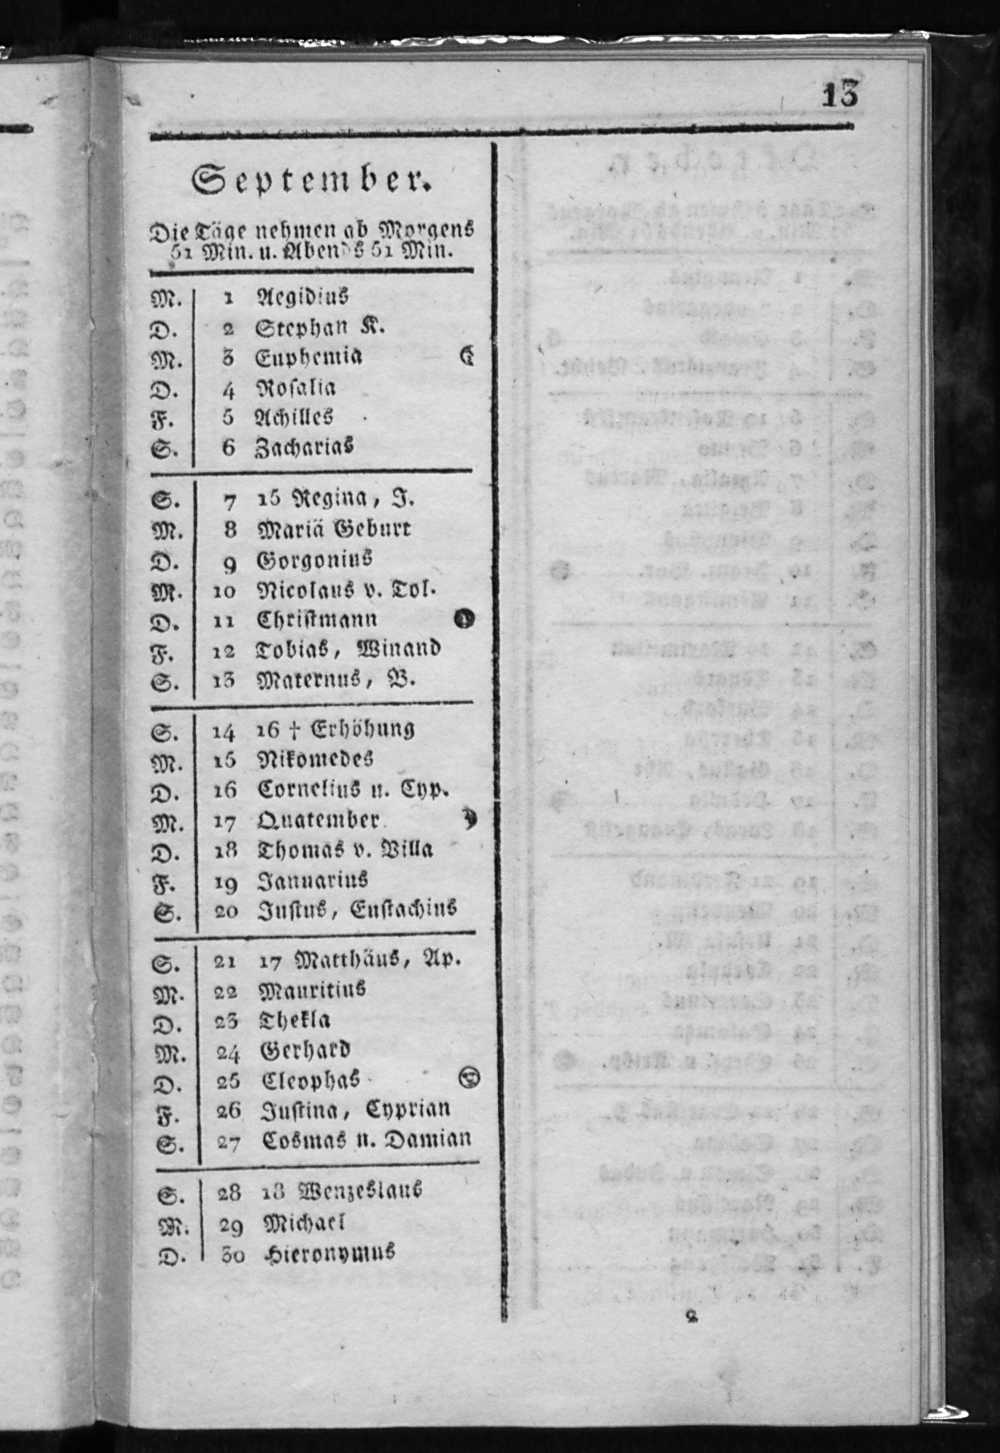 13
September.
Die Täge nehmen ab Morgens
51 Min. u. Abends 51 Min.
M. 1 Aegidius
D. 2 Stephan K.
M. 3 Euphemia ☾
D. 4 Rosalia
F. 5 Achilles
S. 6 Zacharias
S. 7 15 Regina, J.
M. 8 Mariä Geburt
D. 9 Gorgonius
M. 10 Nicolaus v. Tol.
D. 11 Christmann
F. 12 Tobias, Winand
S. 13 Maternus, B.
S. 14 16 † Erhöhung
M. 15 Nikomedes
D. 16 Cornelius u. Cyp.
M. 17 Quatember
D. 18 Thomas v. Villa
F. 19 Januarius
S. 20 Justus, Eustachius
S. 21 17 Matthäus, Ap.
M. 22 Mauritius
D. 23 Thekla
M. 24 Gerhard
D. 25 Cleophas
F. 26 Justina, Cyprian
S. 27 Cosmas u. Damian
S. 28 18 Wenzeslaus
M. 29 Michael
D. 30 Hieronymus
2